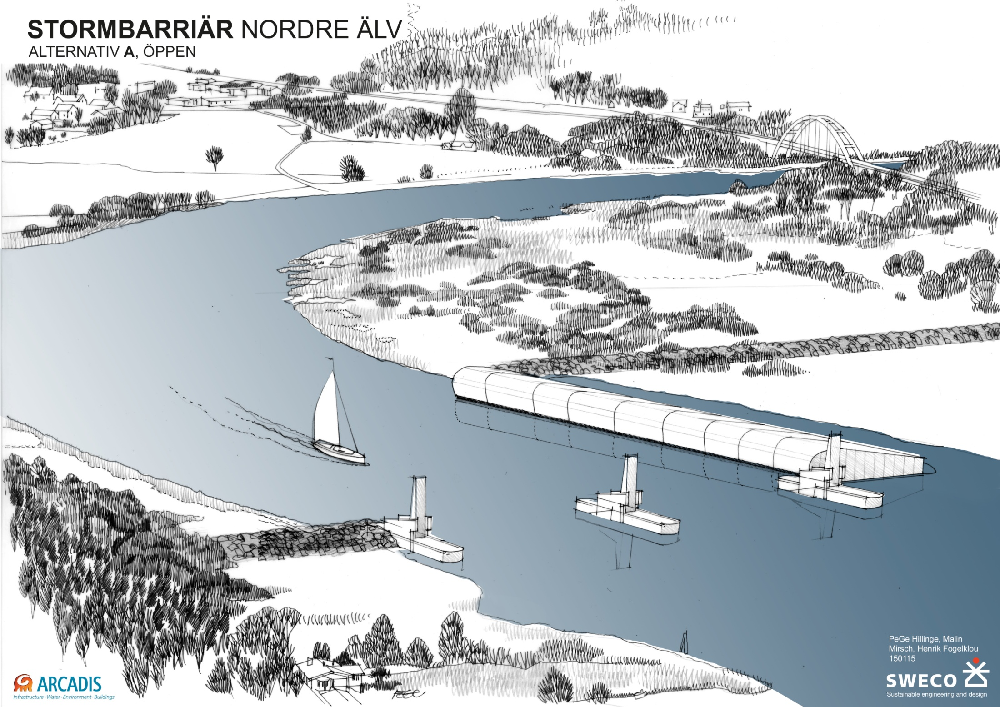 STORMBARRIÄR NORDRE ÄLV
ALTERNATIV A, ÖPPEN
PeGe Hillinge, Malin
Mirsch, Henrik Fogelklou
150115
SWECO
Sustainable engineering and design
ARCADIS
Infrastructure · Water · Environment · Buildings